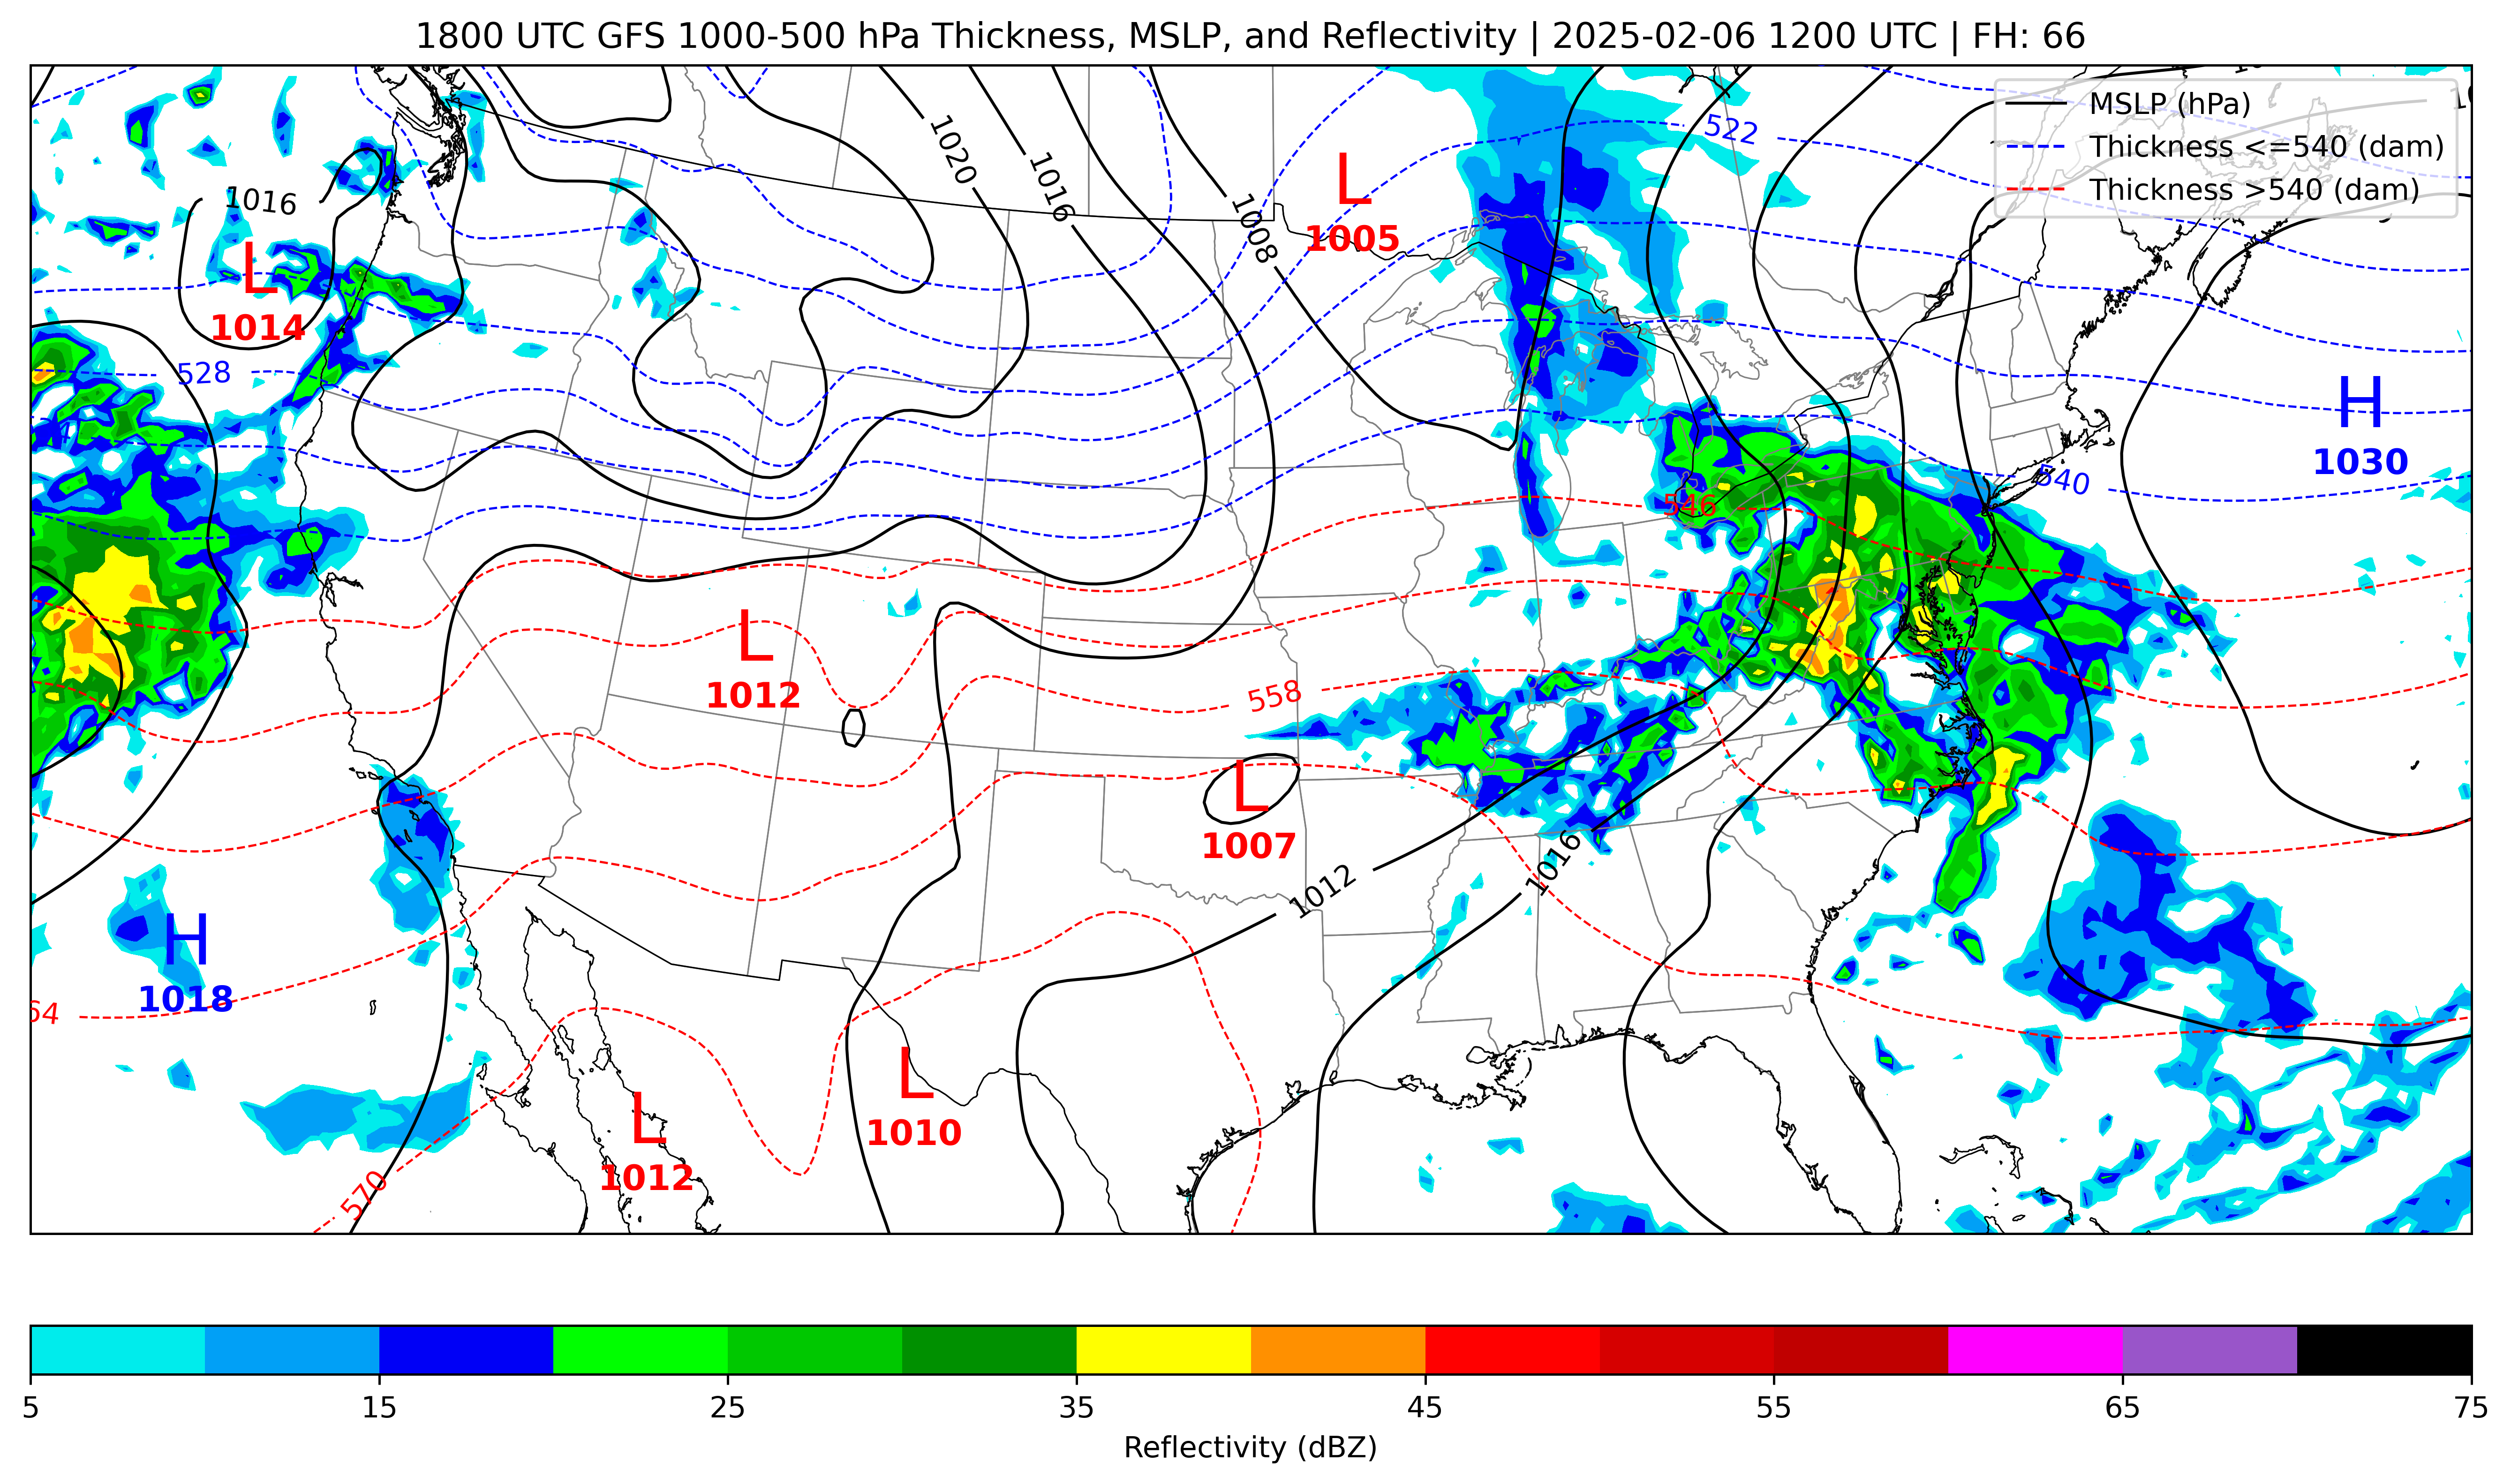 1800 UTC GFS 1000-500 hPa Thickness, MSLP, and Reflectivity | 2025-02-06 1200 UTC | FH: 66
MSLP (hPa)
Thickness <=540 (dam)
Thickness >540 (dam)
522
1020
1016
1016
1008
L
1005
L
1014
528
H
1030
540
546
L
1012
558
L
1007
1012
1016
H
1018
64
L
1010
L
1012
570
5 15 25 35 45 55 65 75
Reflectivity (dBZ)